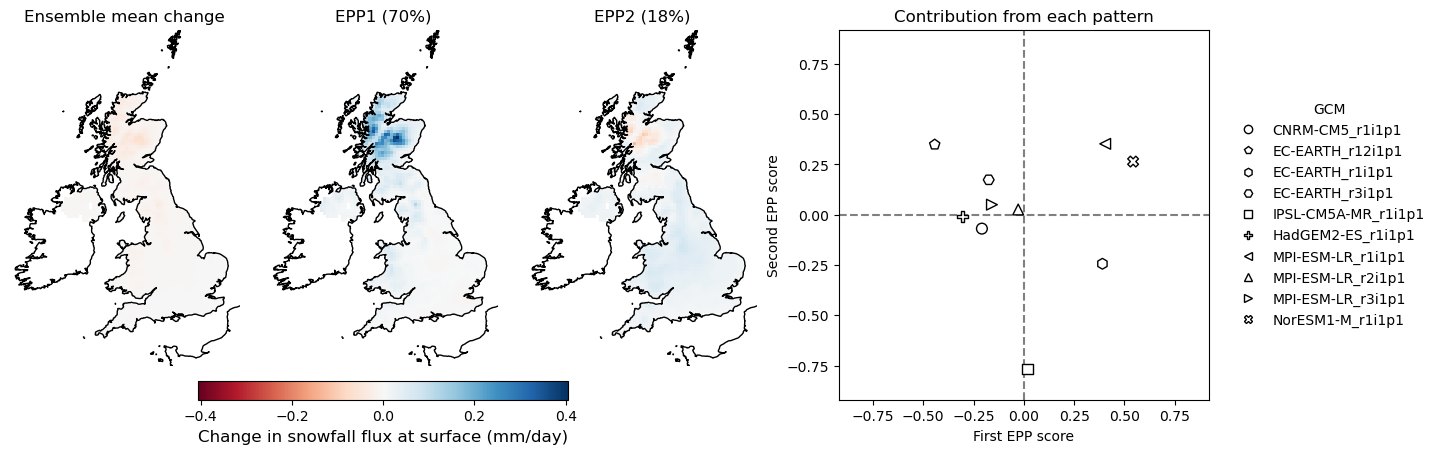 Ensemble mean change
EPP1 (70%)
EPP2 (18%)
−0.4
−0.2
0.0
0.2
0.4
Change in snowfall flux at surface (mm/day)
Contribution from each pattern
0.75
0.50
0.25
0.00
−0.25
−0.50
−0.75
Second EPP score
−0.75
−0.50
−0.25
0.00
0.25
0.50
0.75
First EPP score
GCM
CNRM-CM5_r1i1p1
EC-EARTH_r12i1p1
EC-EARTH_r1i1p1
EC-EARTH_r3i1p1
IPSL-CM5A-MR_r1i1p1
HadGEM2-ES_r1i1p1
MPI-ESM-LR_r1i1p1
MPI-ESM-LR_r2i1p1
MPI-ESM-LR_r3i1p1
NorESM1-M_r1i1p1